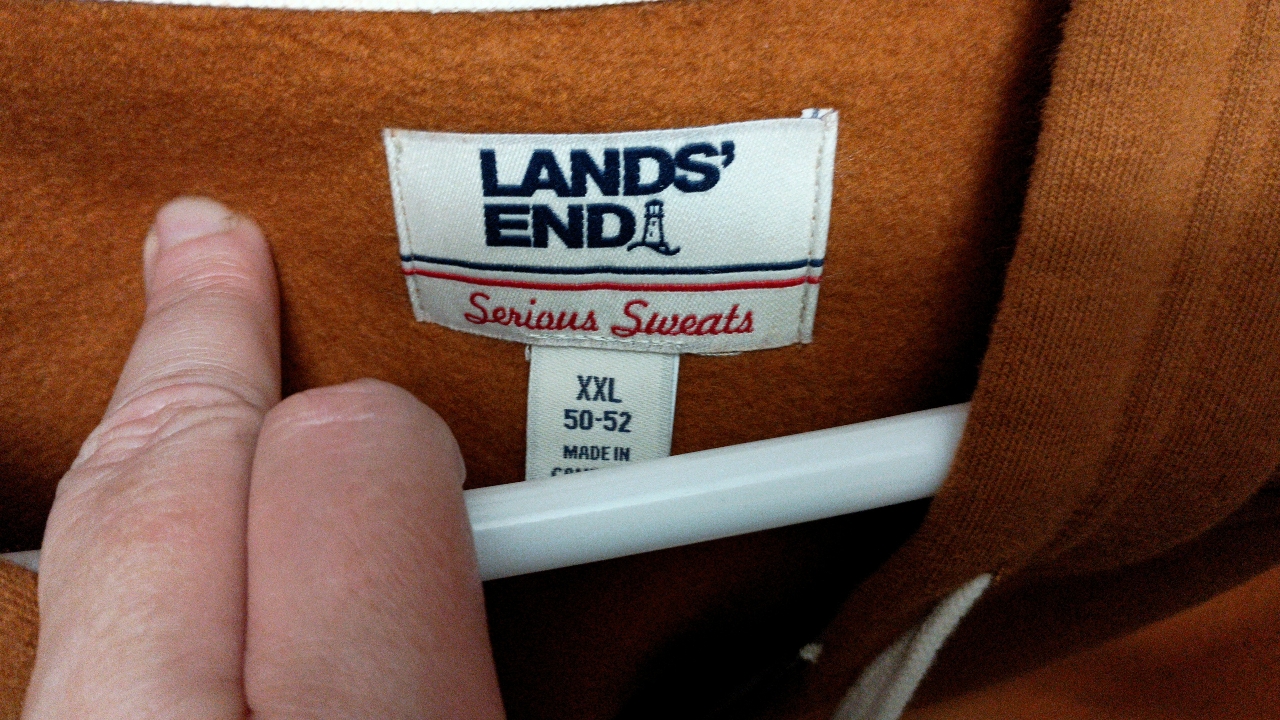 LANDS'
END
Serious Sweats
XXL
50-52
MADE IN